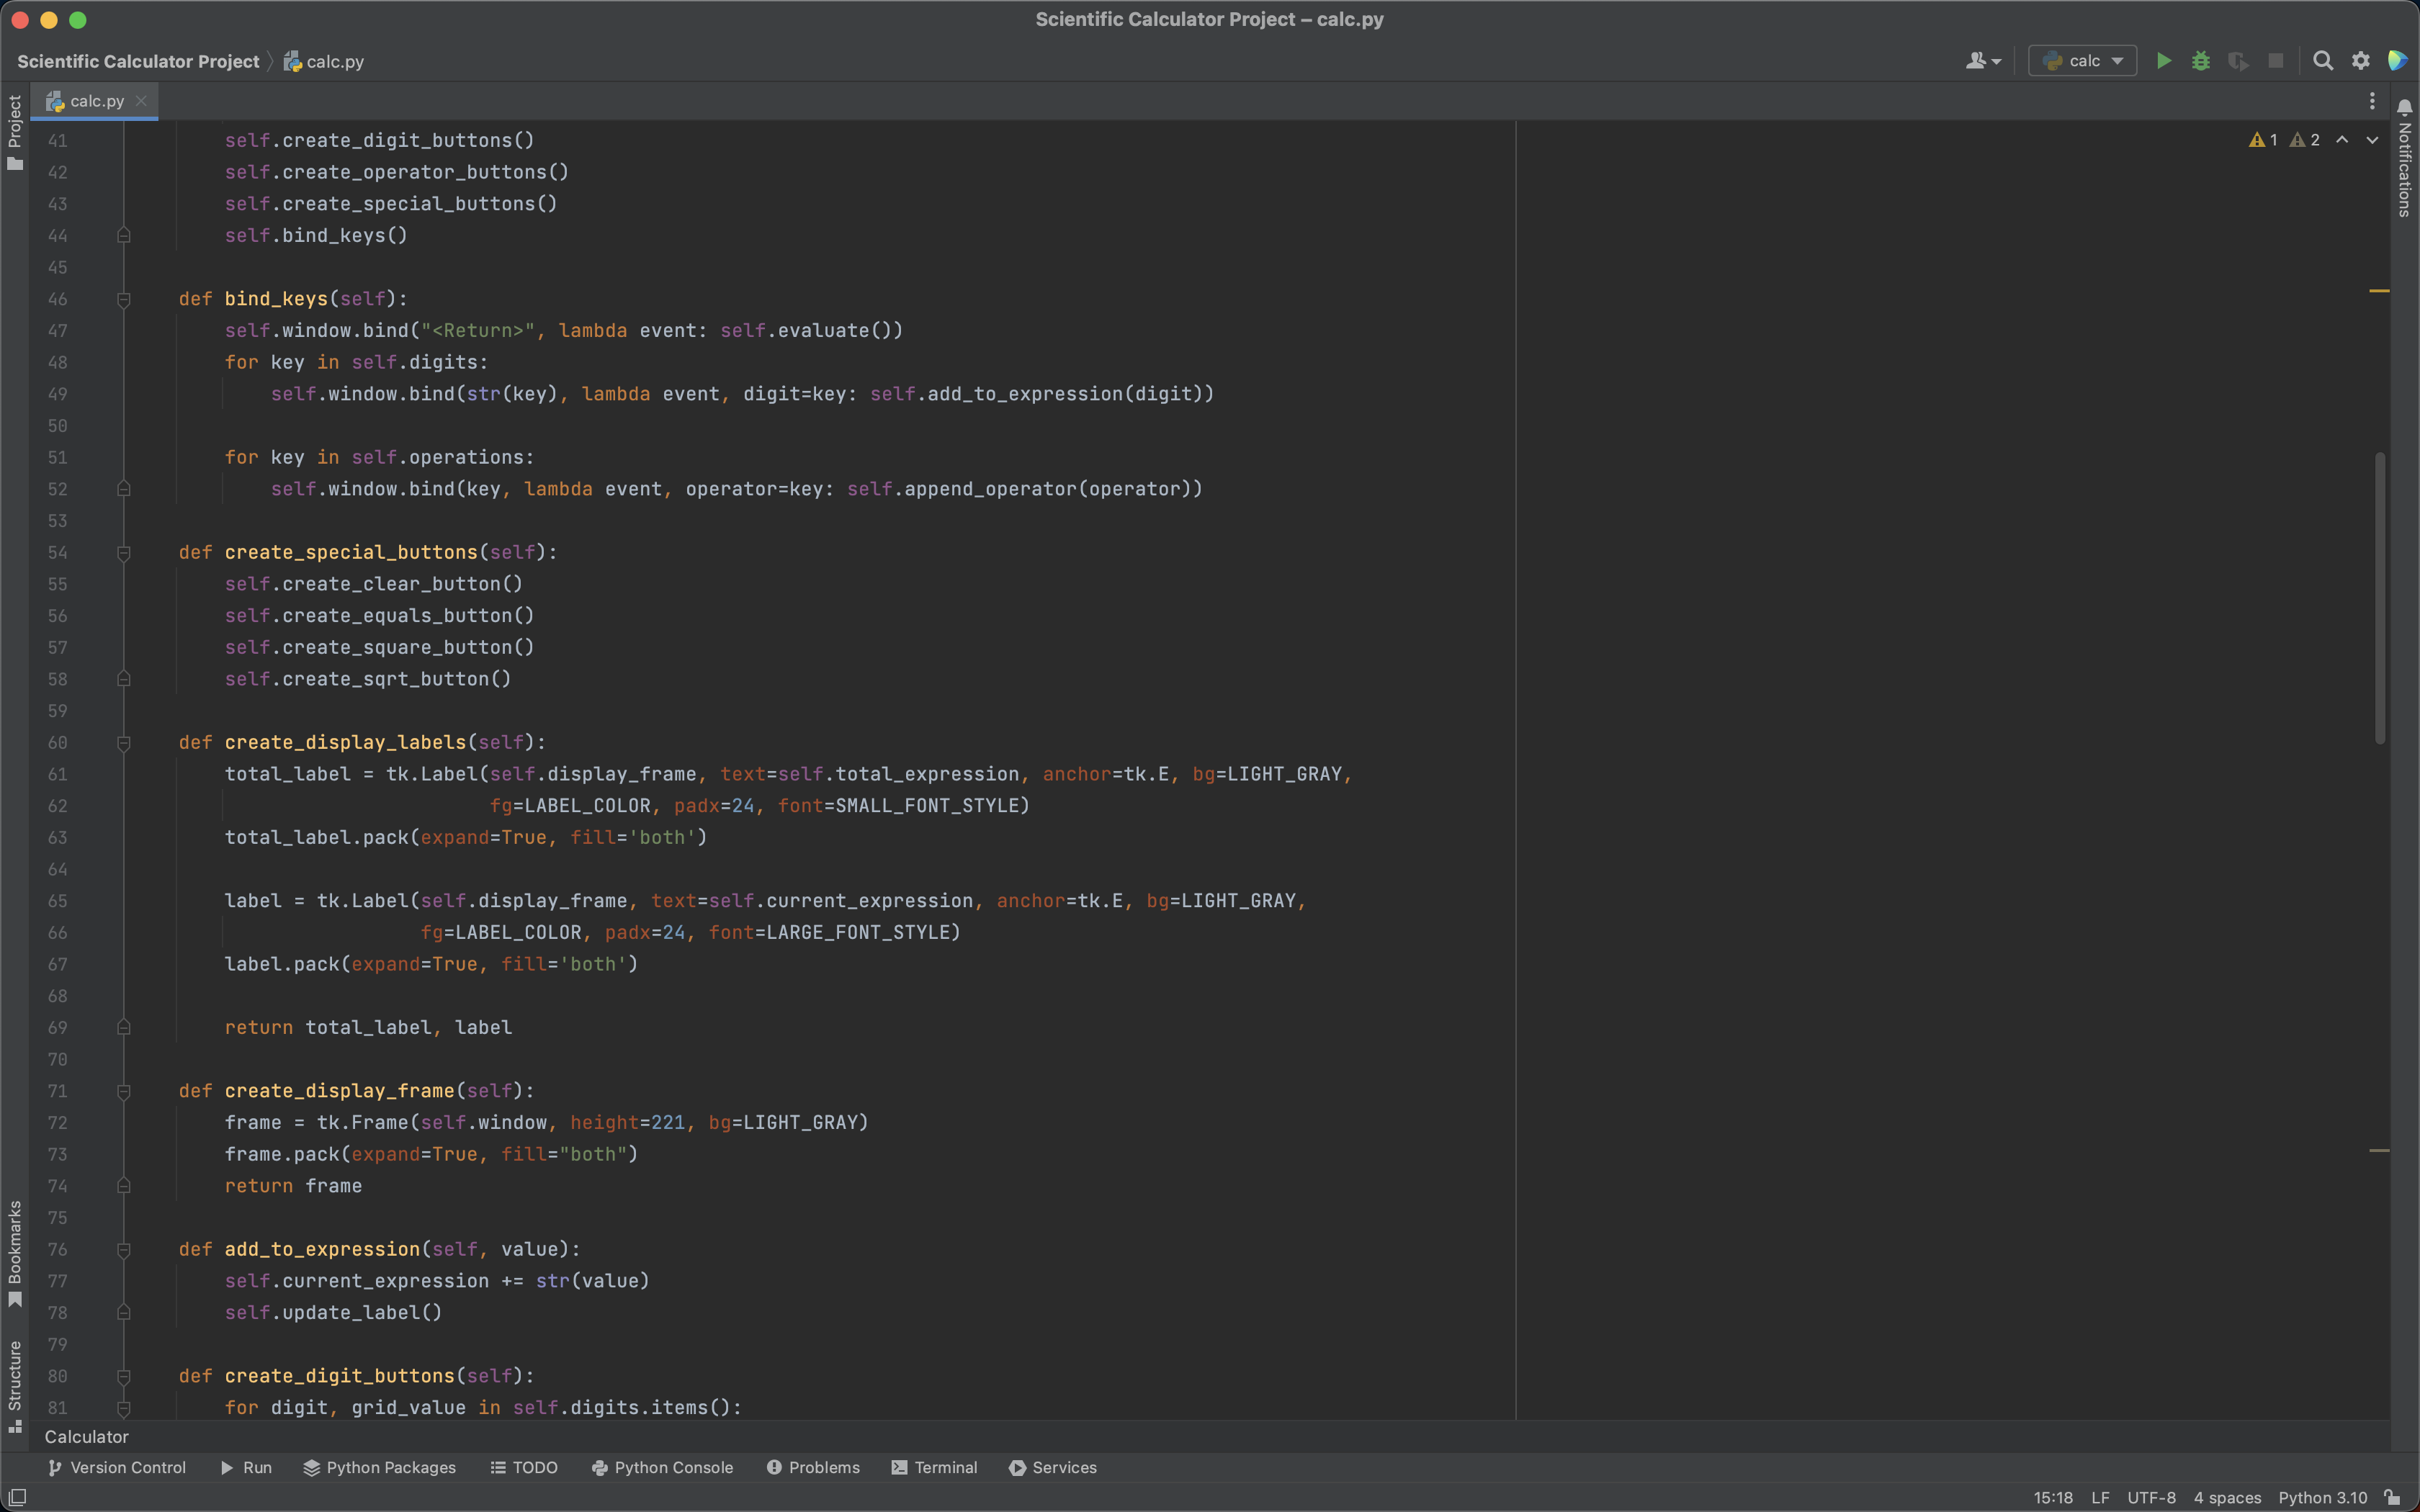 Scientific Calculator Project – calc.py
Scientific Calculator Project
calc.py
calc
Project
calc.py
1
2
Notifications
41 self.create_digit_buttons()
42 self.create_operator_buttons()
43 self.create_special_buttons()
44 self.bind_keys()
45
46 def bind_keys(self):
47 self.window.bind("<Return>", lambda event: self.evaluate())
48 for key in self.digits:
49 self.window.bind(str(key), lambda event, digit=key: self.add_to_expression(digit))
50
51 for key in self.operations:
52 self.window.bind(key, lambda event, operator=key: self.append_operator(operator))
53
54 def create_special_buttons(self):
55 self.create_clear_button()
56 self.create_equals_button()
57 self.create_square_button()
58 self.create_sqrt_button()
59
60 def create_display_labels(self):
61 total_label = tk.Label(self.display_frame, text=self.total_expression, anchor=tk.E, bg=LIGHT_GRAY,
62 fg=LABEL_COLOR, padx=24, font=SMALL_FONT_STYLE)
63 total_label.pack(expand=True, fill='both')
64
65 label = tk.Label(self.display_frame, text=self.current_expression, anchor=tk.E, bg=LIGHT_GRAY,
66 fg=LABEL_COLOR, padx=24, font=LARGE_FONT_STYLE)
67 label.pack(expand=True, fill='both')
68
69 return total_label, label
70
71 def create_display_frame(self):
72 frame = tk.Frame(self.window, height=221, bg=LIGHT_GRAY)
73 frame.pack(expand=True, fill="both")
74 return frame
75
76 def add_to_expression(self, value):
77 self.current_expression += str(value)
78 self.update_label()
79
80 def create_digit_buttons(self):
81 for digit, grid_value in self.digits.items():
Bookmarks
Structure
Calculator
Version Control Run Python Packages TODO Python Console Problems Terminal Services
15:18 LF UTF-8 4 spaces Python 3.10